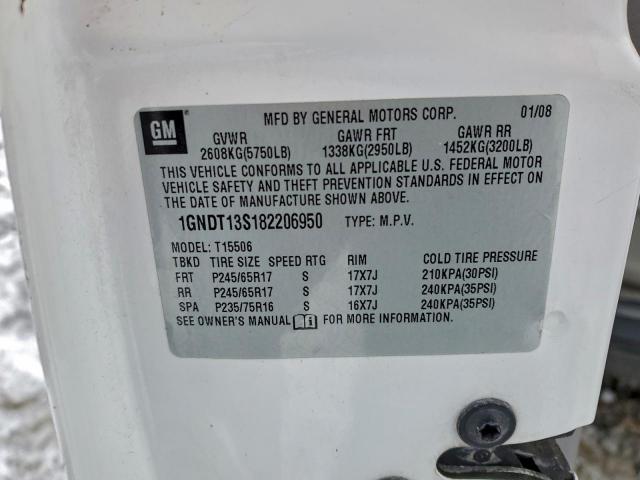 GM
MFD BY GENERAL MOTORS CORP. 01/08
GVWR GAWR FRT GAWR RR
2608KG(5750LB) 1338KG(2950LB) 1452KG(3200LB)
THIS VEHICLE CONFORMS TO ALL APPLICABLE U.S. FEDERAL MOTOR
VEHICLE SAFETY AND THEFT PREVENTION STANDARDS IN EFFECT ON
THE DATE OF MANUFACTURE SHOWN ABOVE.
1GNDT13S182206950 TYPE: M.P.V.
MODEL: T15506
TBKD TIRE SIZE SPEED RTG RIM COLD TIRE PRESSURE
FRT P245/65R17 S 17X7J 210KPA(30PSI)
RR P245/65R17 S 17X7J 240KPA(35PSI)
SPA P235/75R16 S 16X7J 240KPA(35PSI)
SEE OWNER'S MANUAL FOR MORE INFORMATION.